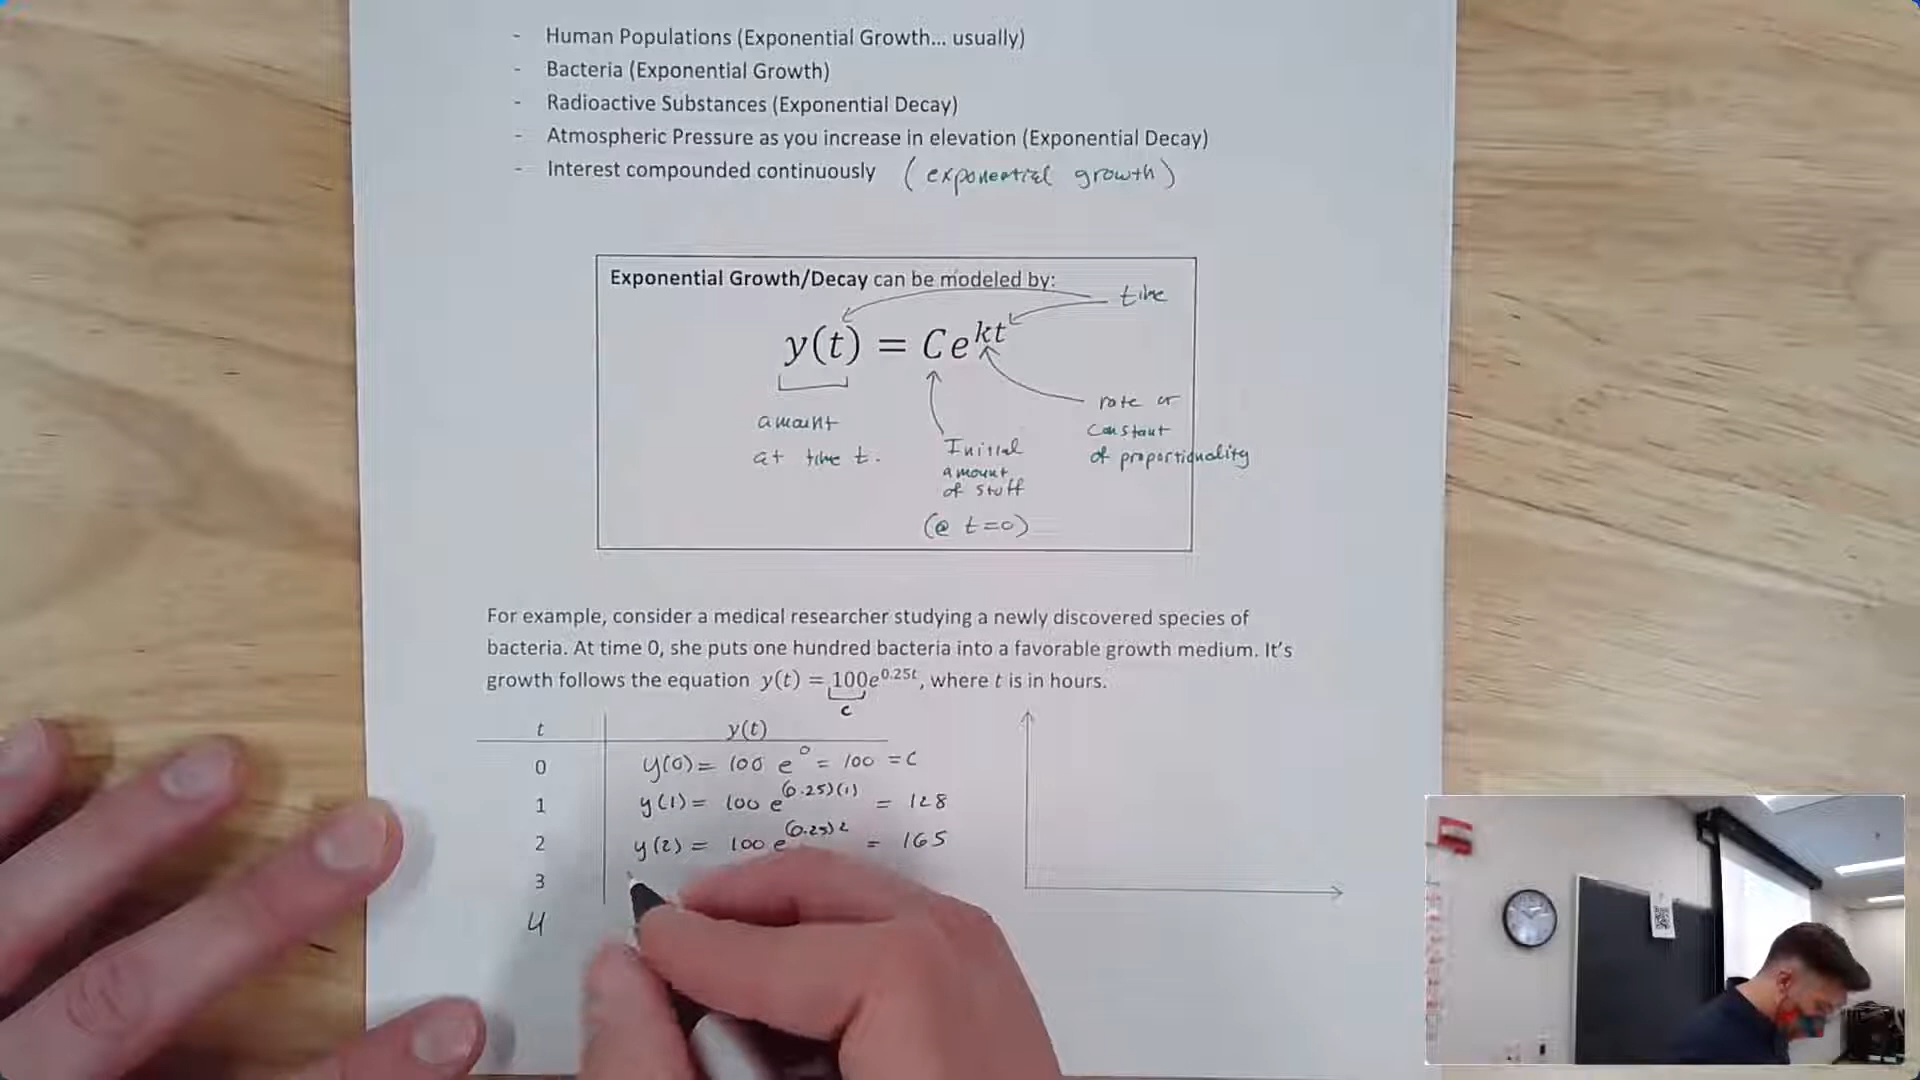 - Human Populations (Exponential Growth... usually)
- Bacteria (Exponential Growth)
- Radioactive Substances (Exponential Decay)
- Atmospheric Pressure as you increase in elevation (Exponential Decay)
- Interest compounded continuously (exponential growth)
Exponential Growth/Decay can be modeled by:
time
y(t) = Ce^{kt}
amount
at time t.
Initial
amount
of stuff
(@ t=0)
rate or
constant
of proportionality
For example, consider a medical researcher studying a newly discovered species of
bacteria. At time 0, she puts one hundred bacteria into a favorable growth medium. It's
growth follows the equation y(t) = 100e^{0.25t}, where t is in hours.
C
t y(t)
0 y(0) = 100 e^0 = 100 = C
1 y(1) = 100 e^{(0.25)(1)} = 128
2 y(2) = 100 e^{(0.25)2} = 165
3
4